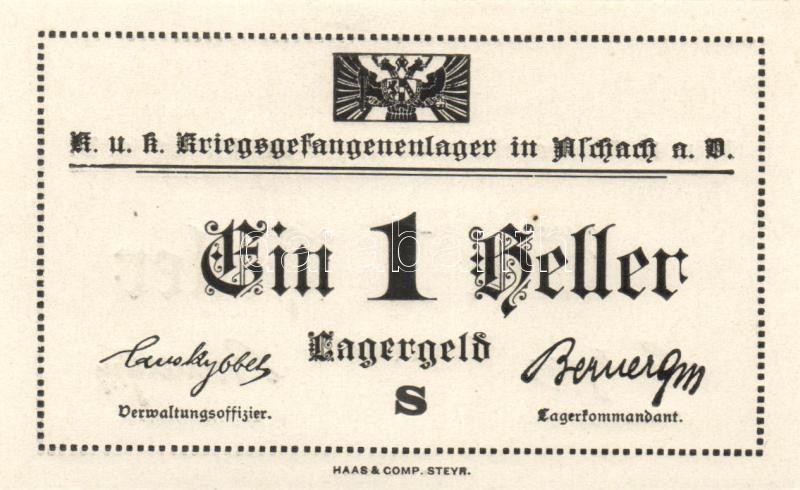 K. u. k. Kriegsgefangenenlager in Aschach a. D.
Ein 1 Heller
Lagergeld
S
Verwaltungsoffizier.
Lagerkommandant.
HAAS & COMP. STEYR.